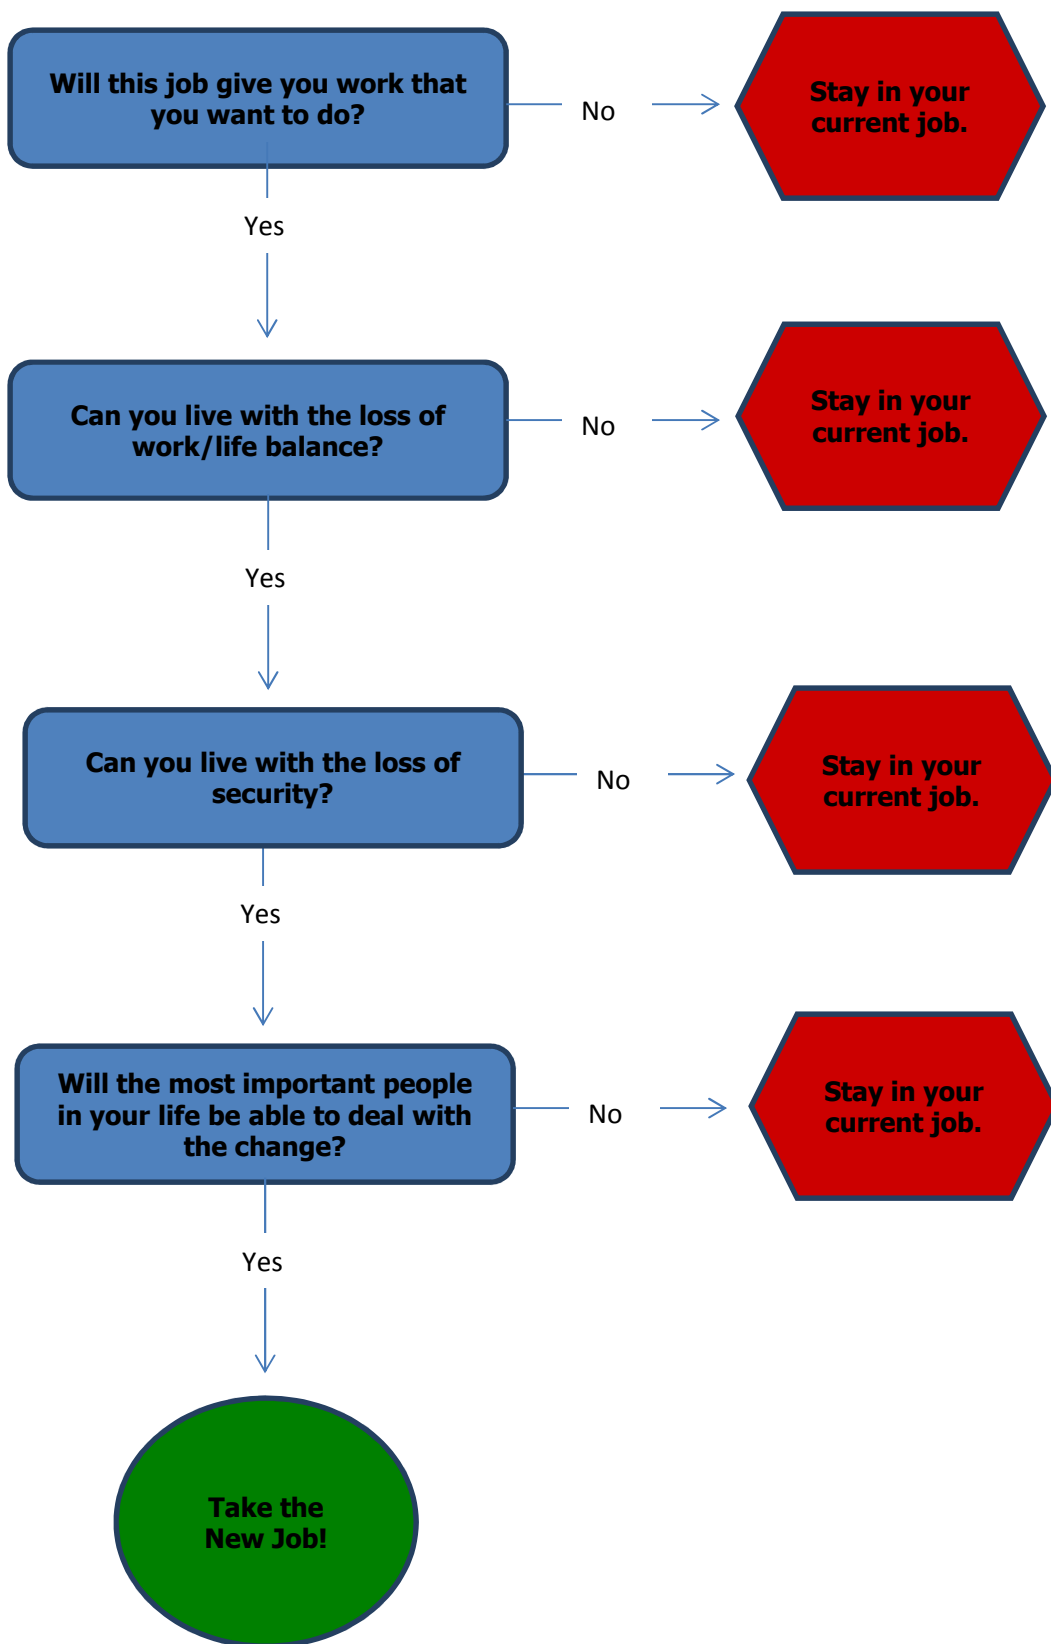 Will this job give you work that
you want to do?
No
Stay in your
current job.
Yes
Can you live with the loss of
work/life balance?
No
Stay in your
current job.
Yes
Can you live with the loss of
security?
No
Stay in your
current job.
Yes
Will the most important people
in your life be able to deal with
the change?
No
Stay in your
current job.
Yes
Take the
New Job!